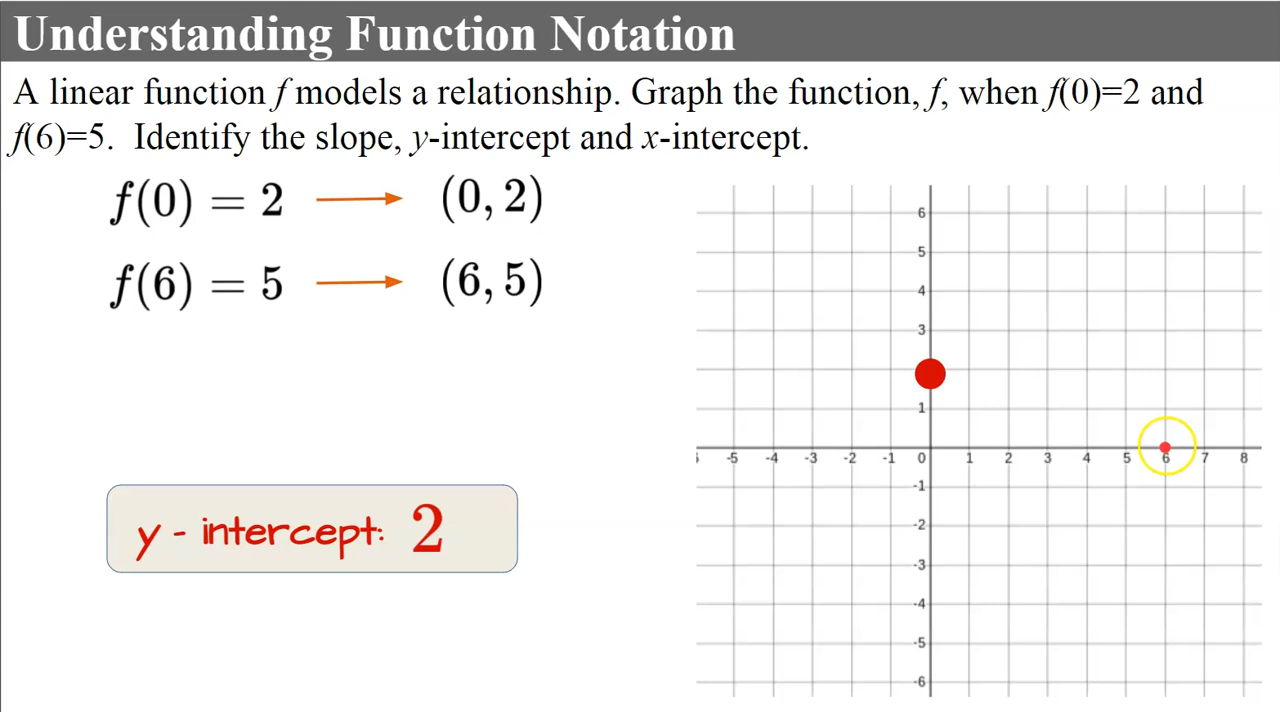 Understanding Function Notation
A linear function f models a relationship. Graph the function, f, when f(0)=2 and
f(6)=5. Identify the slope, y-intercept and x-intercept.
f(0) = 2 → (0, 2)
f(6) = 5 → (6, 5)
y - intercept: 2
6
5
4
3
1
-5 -4 -3 -2 -1 0 1 2 3 4 5 6 7 8
-1
-2
-3
-4
-5
-6